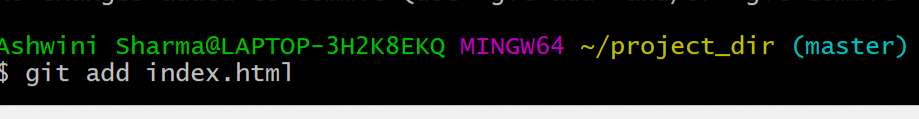 Ashwini Sharma@LAPTOP-3H2K8EKQ MINGW64 ~/project_dir (master)
$ git add index.html